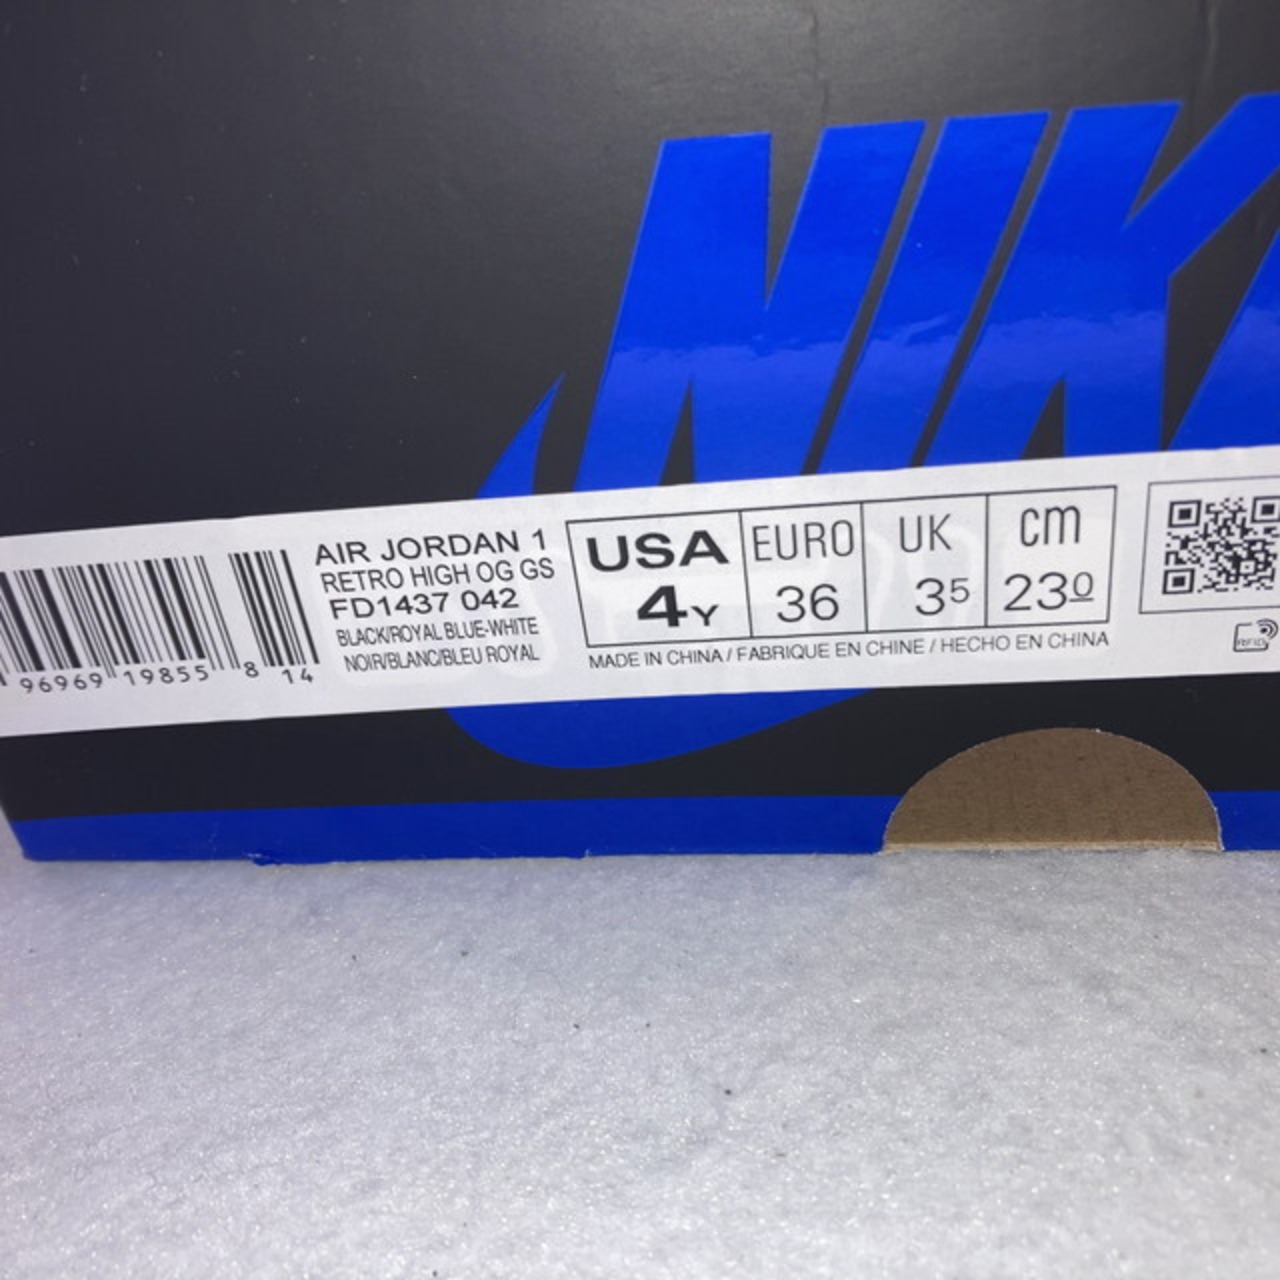 NIK
AIR JORDAN 1
RETRO HIGH OG GS
FD1437 042
BLACK/ROYAL BLUE-WHITE
NOIR/BLANC/BLEU ROYAL
96969 19855 8 14
USA EURO UK cm
4Y 36 35 230
MADE IN CHINA / FABRIQUE EN CHINE / HECHO EN CHINA
RFID